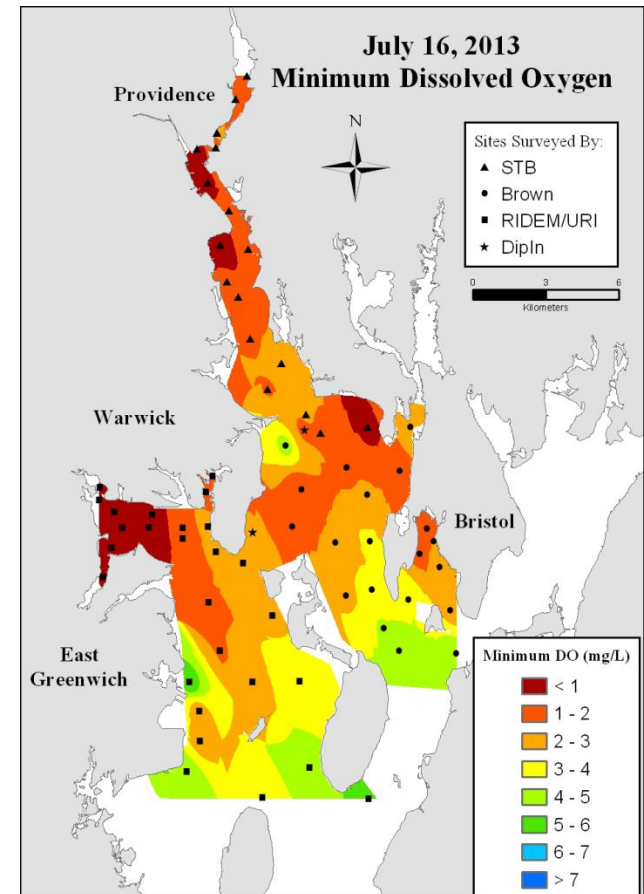 July 16, 2013
Minimum Dissolved Oxygen
Providence
N
Sites Surveyed By:
STB
Brown
RIDEM/URI
DipIn
0 3 6
Kilometers
Warwick
Bristol
East
Greenwich
Minimum DO (mg/L)
< 1
1 - 2
2 - 3
3 - 4
4 - 5
5 - 6
6 - 7
> 7